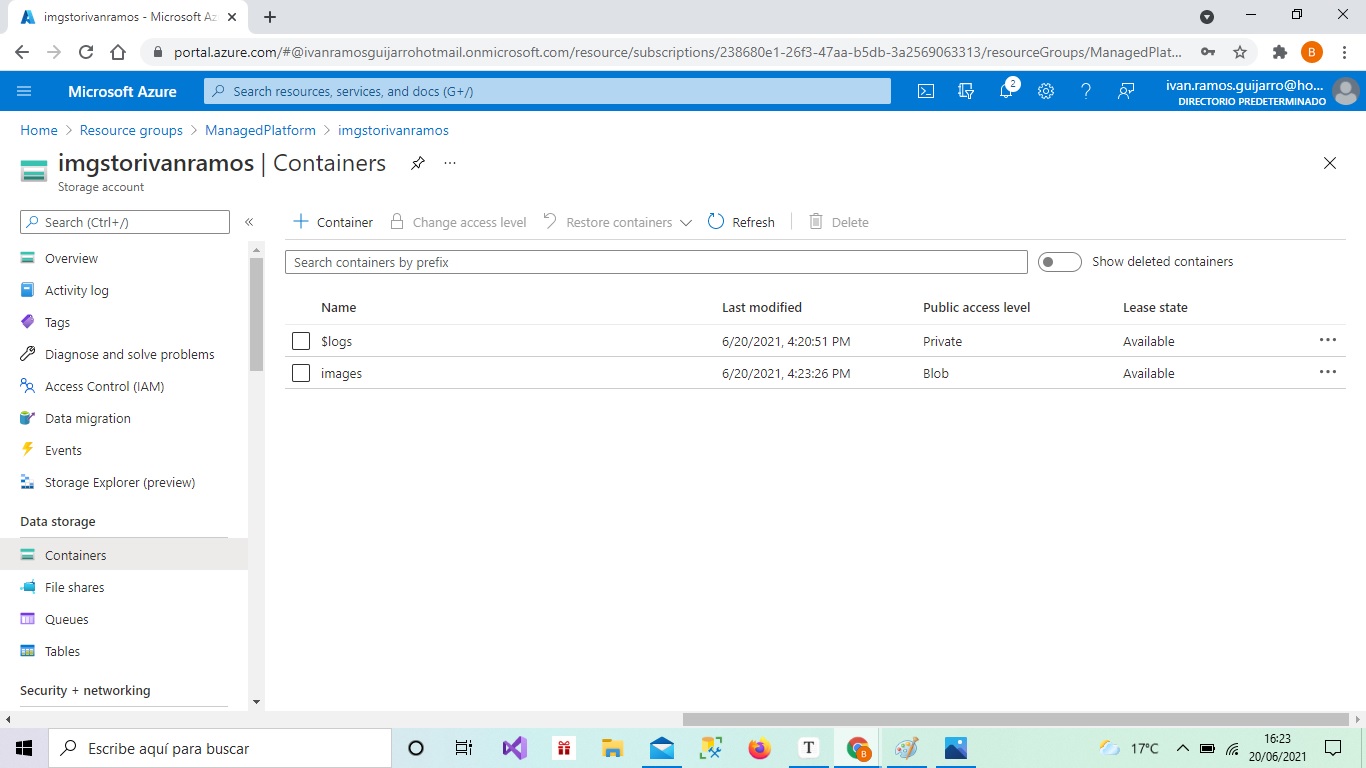 imgstorivanramos - Microsoft Az
portal.azure.com/#@ivanramosguijarrohotmail.onmicrosoft.com/resource/subscriptions/238680e1-26f3-47aa-b5db-3a2569063313/resourceGroups/ManagedPlat...
B
Microsoft Azure
Search resources, services, and docs (G+/)
2
ivan.ramos.guijarro@ho...
DIRECTORIO PREDETERMINADO
Home > Resource groups > ManagedPlatform > imgstorivanramos
imgstorivanramos | Containers
Storage account
Search (Ctrl+/)
«
Container
Change access level
Restore containers
Refresh
Delete
Search containers by prefix
Show deleted containers
Name Last modified Public access level Lease state
$logs 6/20/2021, 4:20:51 PM Private Available
images 6/20/2021, 4:23:26 PM Blob Available
Overview
Activity log
Tags
Diagnose and solve problems
Access Control (IAM)
Data migration
Events
Storage Explorer (preview)
Data storage
Containers
File shares
Queues
Tables
Security + networking
Escribe aquí para buscar
T
B
17°C
16:23
20/06/2021